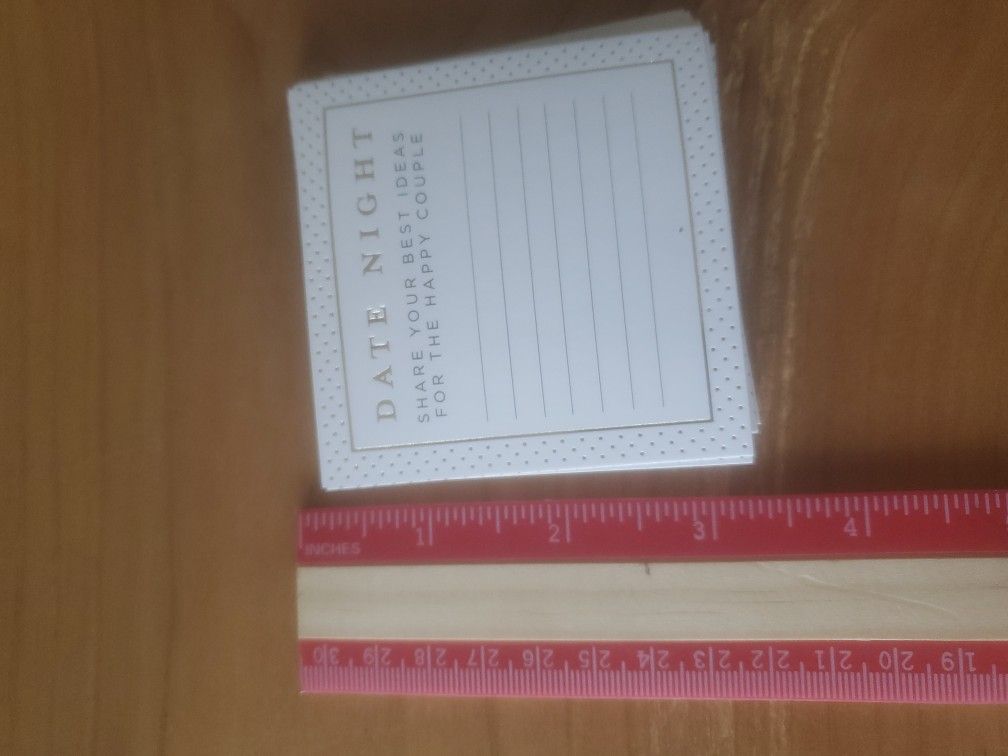 DATE NIGHT
SHARE YOUR BEST IDEAS
FOR THE HAPPY COUPLE
1 2 3 4
INCHES
30 29 28 27 26 25 24 23 22 21 20 19